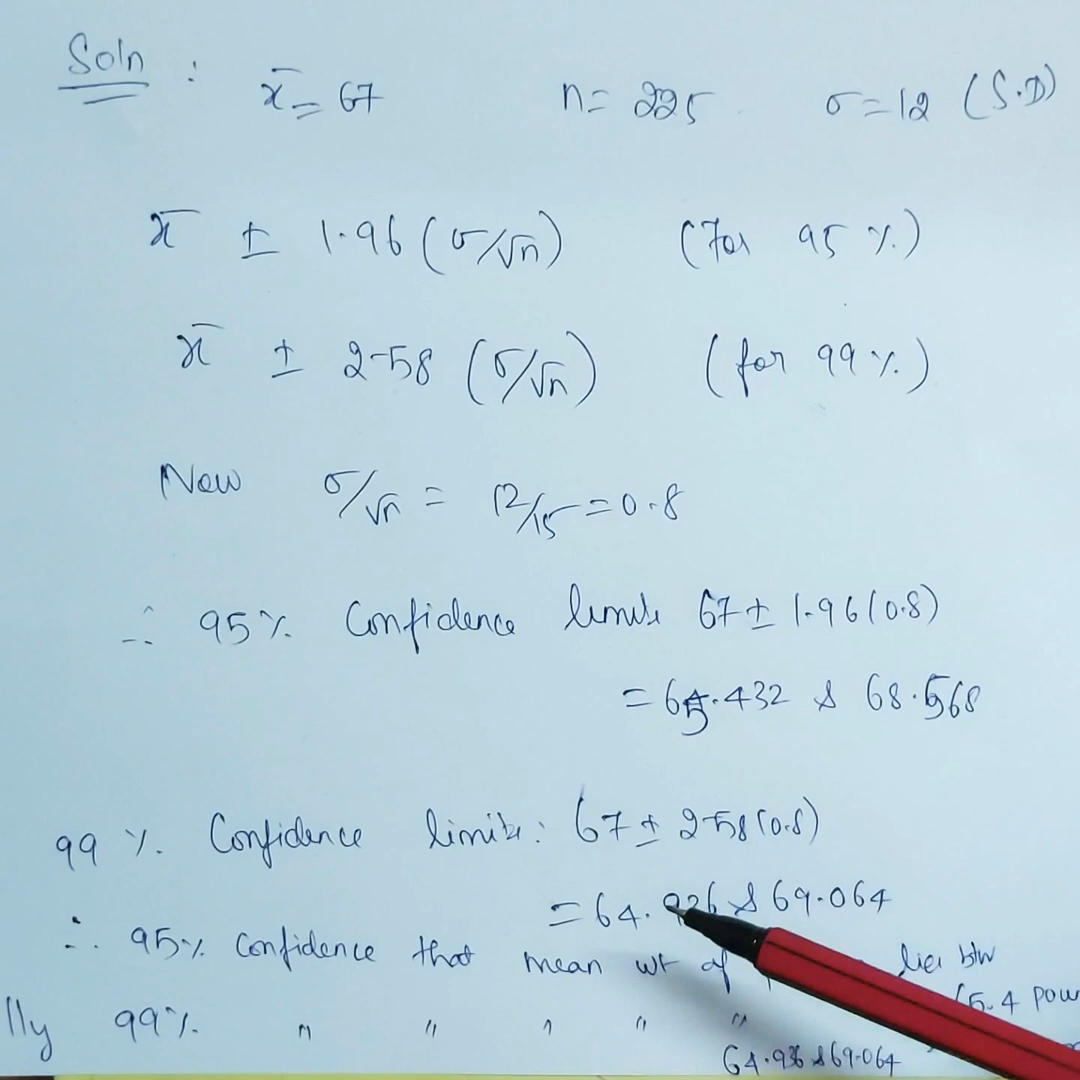 Soln : x̄ = 67 n = 225 σ = 12 (S.D)
x̄ ± 1.96 (σ/√n) (For 95 %)
x̄ ± 2.58 (σ/√n) (for 99 %)
Now σ/√n = 12/15 = 0.8
∴ 95% Confidence limits 67 ± 1.96(0.8)
= 65.432 & 68.568
99 %. Confidence limits: 67 ± 2.58(0.8)
= 64.936 & 69.064
∴ 95% Confidence that mean wt of lies btw
5.4 pow
lly 99% " " " " "
64.936 & 69.064